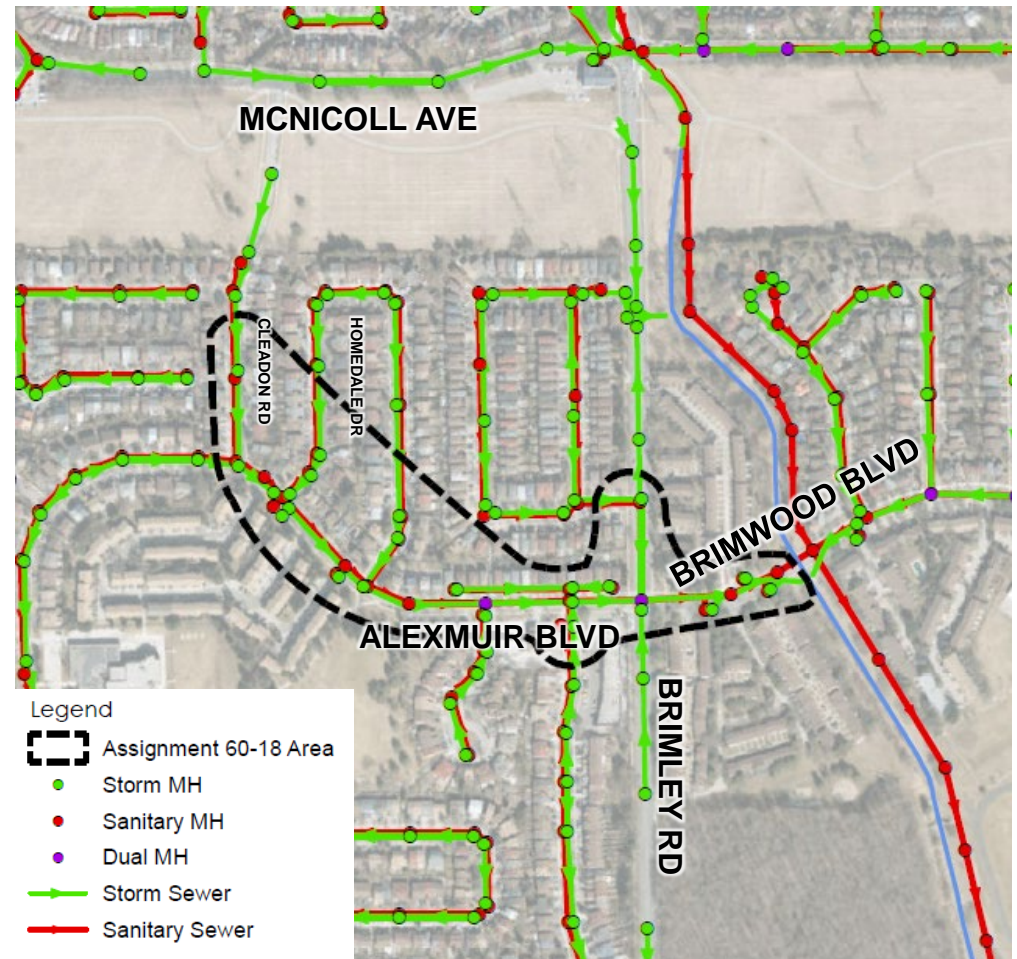 MCNICOLL AVE
CLEADON RD
HOMEDALE DR
BRIMWOOD BLVD
ALEXMUIR BLVD
BRIMLEY RD
Legend
Assignment 60-18 Area
Storm MH
Sanitary MH
Dual MH
Storm Sewer
Sanitary Sewer